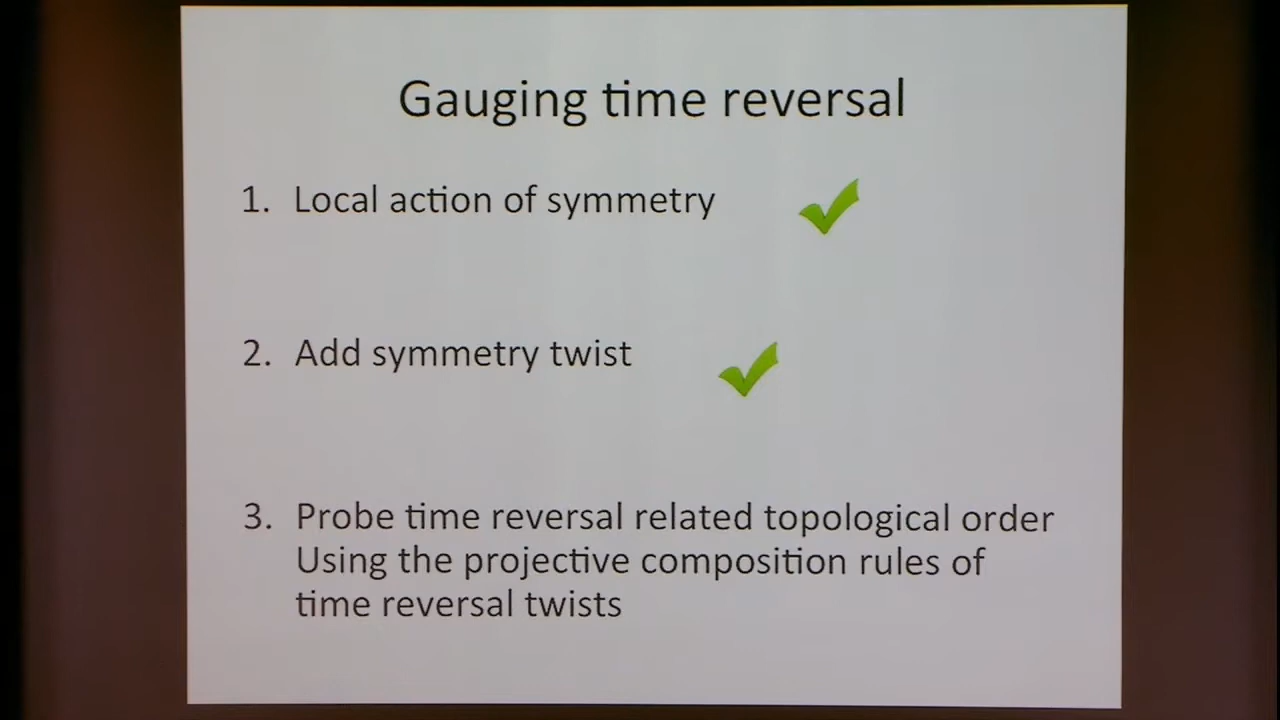 Gauging time reversal
1. Local action of symmetry
2. Add symmetry twist
3. Probe time reversal related topological order
Using the projective composition rules of
time reversal twists